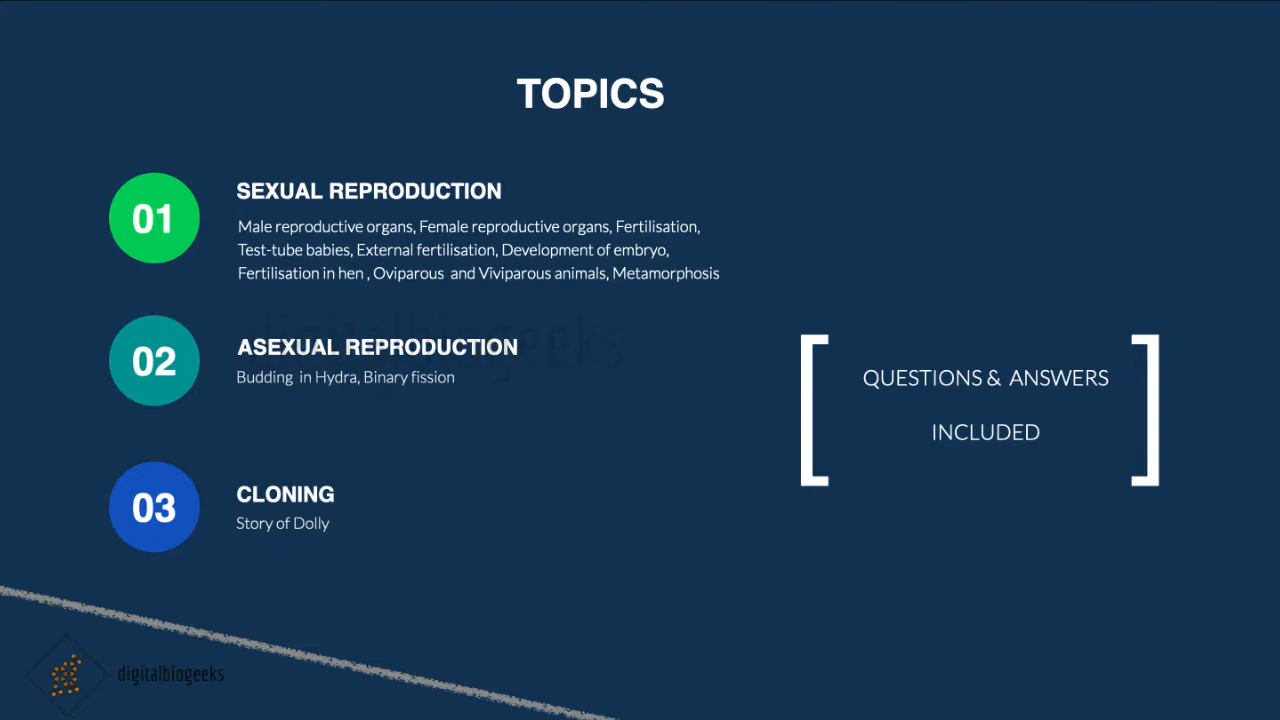 TOPICS
01
SEXUAL REPRODUCTION
Male reproductive organs, Female reproductive organs, Fertilisation,
Test-tube babies, External fertilisation, Development of embryo,
Fertilisation in hen , Oviparous and Viviparous animals, Metamorphosis
02
ASEXUAL REPRODUCTION
Budding in Hydra, Binary fission
03
CLONING
Story of Dolly
QUESTIONS & ANSWERS
INCLUDED
digitalbiogeeks
digitalbiogeeks